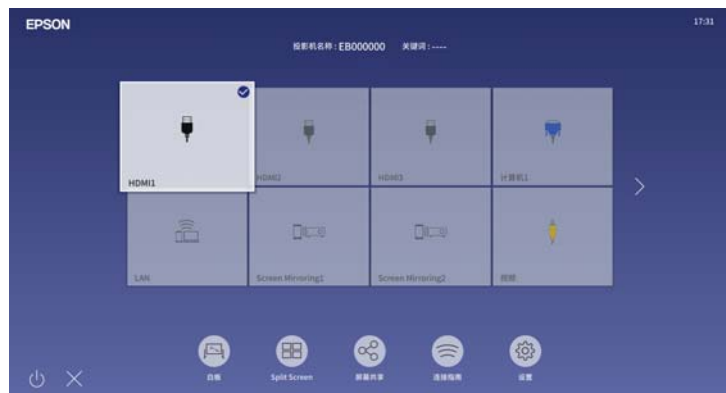 EPSON
17:31
投影机名称 : EB000000 关键词 : ----
HDMI1
HDMI2
HDMI3
计算机1
LAN
Screen Mirroring1
Screen Mirroring2
视频
白板
Split Screen
屏幕共享
连接指南
设置